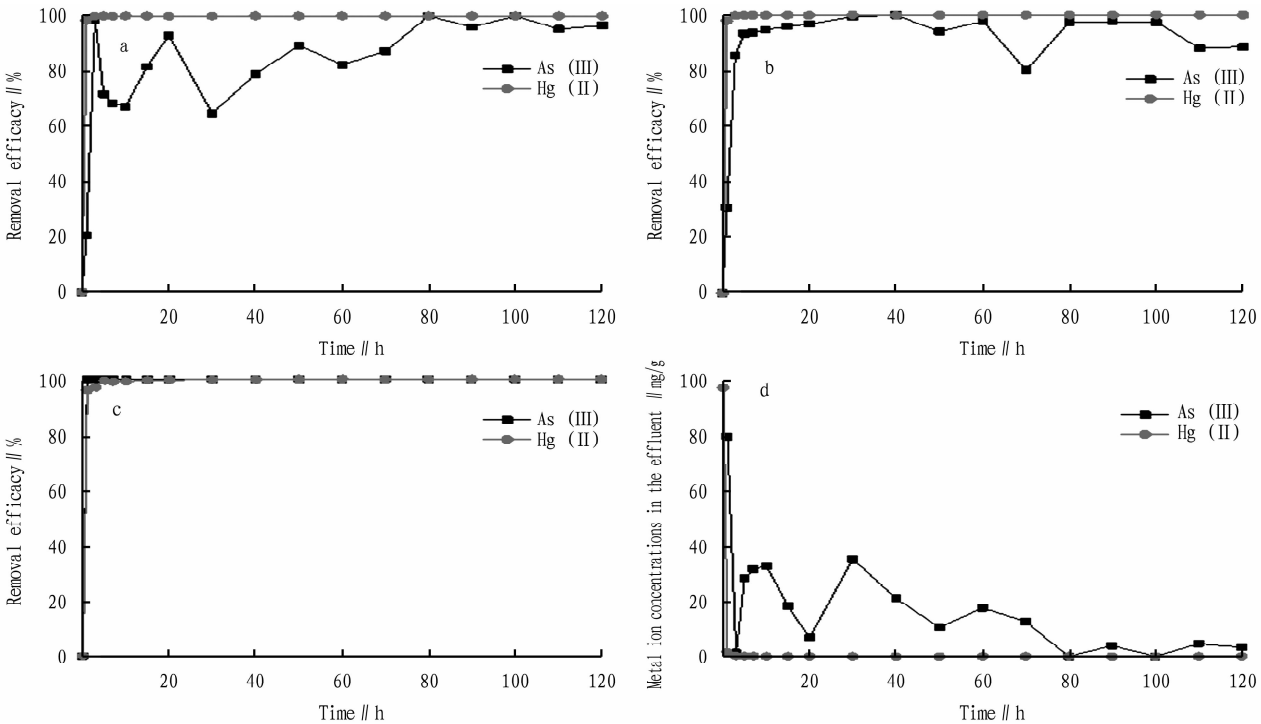 Removal efficacy∥%
100
80
60
40
20
0
a
As (III)
Hg (II)
20
40
60
80
100
120
Time∥h
Removal efficacy∥%
100
80
60
40
20
0
b
As (III)
Hg (II)
20
40
60
80
100
120
Time∥h
Removal efficacy∥%
100
80
60
40
20
0
c
As (III)
Hg (II)
20
40
60
80
100
120
Time∥h
Metal ion concentrations in the effluent ∥mg/g
100
80
60
40
20
0
d
As (III)
Hg (II)
20
40
60
80
100
120
Time∥h